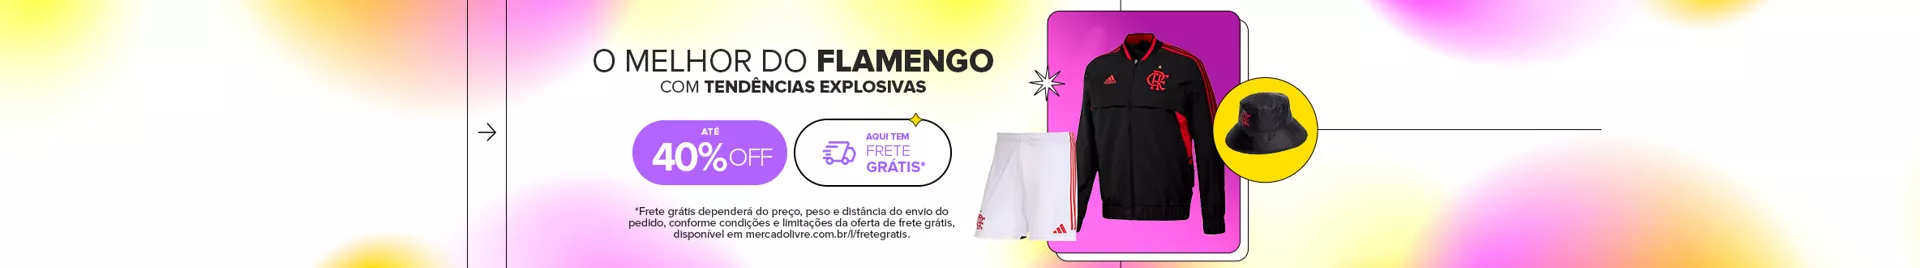 O MELHOR DO FLAMENGO
COM TENDÊNCIAS EXPLOSIVAS
ATÉ
40% OFF
AQUI TEM
FRETE
GRÁTIS*
*Frete grátis dependerá do preço, peso e distância do envio do
pedido, conforme condições e limitações da oferta de frete grátis,
disponível em mercadolivre.com.br/l/fretegratis.
adidas